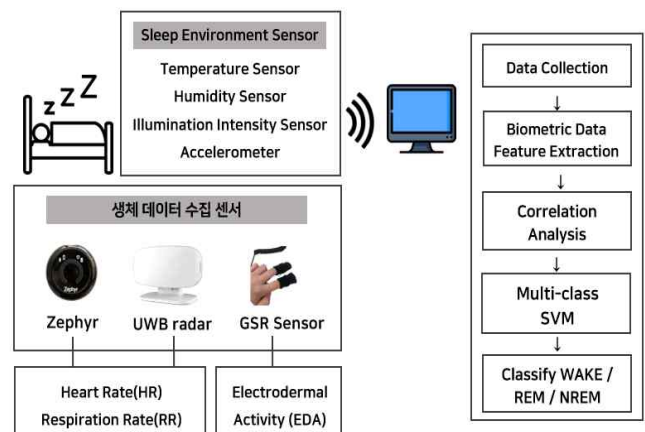 Sleep Environment Sensor
Temperature Sensor
Humidity Sensor
Illumination Intensity Sensor
Accelerometer
z z Z
생체 데이터 수집 센서
Zephyr
UWB radar
GSR Sensor
Heart Rate(HR)
Respiration Rate(RR)
Electrodermal
Activity (EDA)
Data Collection
↓
Biometric Data
Feature Extraction
↓
Correlation
Analysis
↓
Multi-class
SVM
↓
Classify WAKE /
REM / NREM